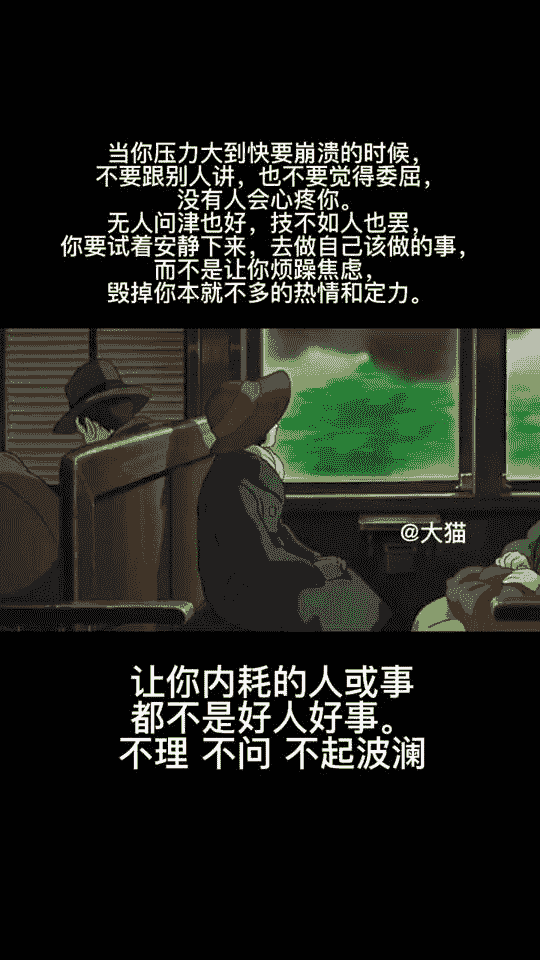 当你压力大到快要崩溃的时候，
不要跟别人讲，也不要觉得委屈，
没有人会心疼你。
无人问津也好，技不如人也罢，
你要试着安静下来，去做自己该做的事，
而不是让你烦躁焦虑，
毁掉你本就不多的热情和定力。
@大猫
让你内耗的人或事
都不是好人好事。
不理 不问 不起波澜